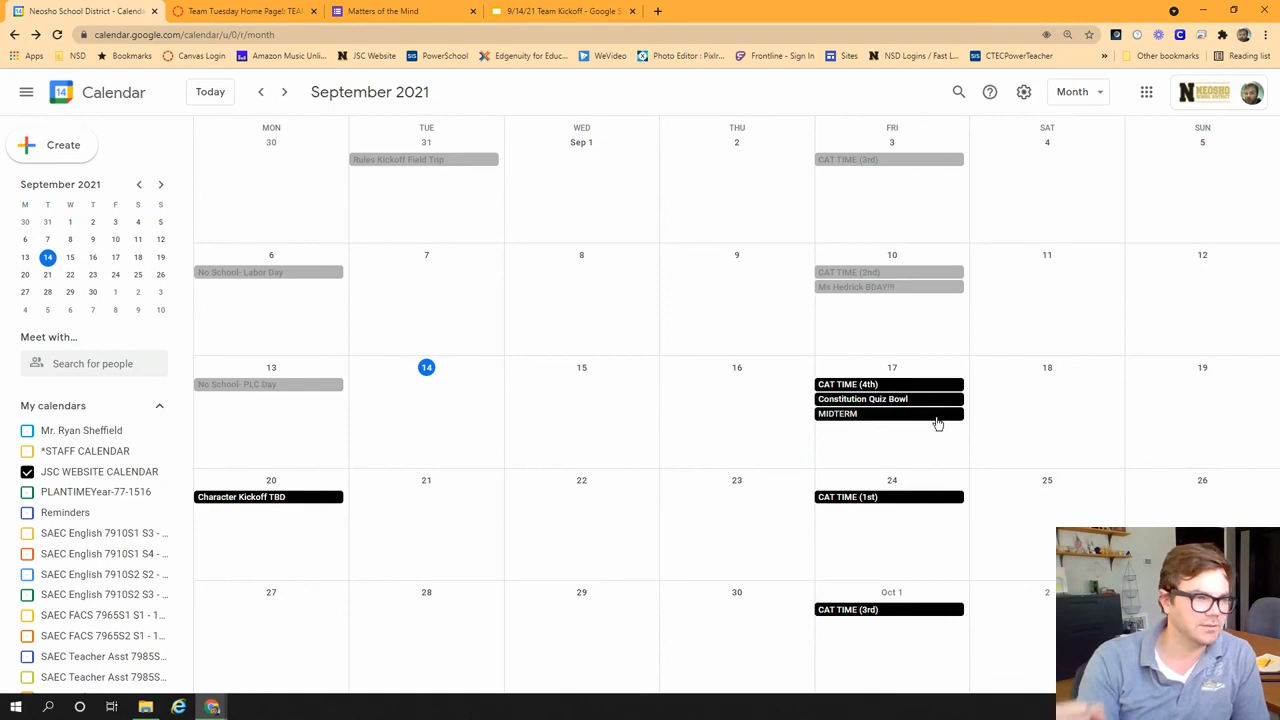 Neosho School District - Calenda
Team Tuesday Home Page!: TEA
Matters of the Mind
9/14/21 Team Kickoff - Google S
calendar.google.com/calendar/u/0/r/month
Apps
NSD
Bookmarks
Canvas Login
Amazon Music Unli...
JSC Website
PowerSchool
Edgenuity for Educ...
WeVideo
Photo Editor : Pixlr...
Frontline - Sign In
Sites
NSD Logins / Fast L...
CTECPowerTeacher
Other bookmarks
Reading list
14
Calendar
Today
September 2021
Month
NEOSHO
SCHOOL DISTRICT
Create
September 2021
M T W T F S S
30 31 1 2 3 4 5
6 7 8 9 10 11 12
13 14 15 16 17 18 19
20 21 22 23 24 25 26
27 28 29 30 1 2 3
4 5 6 7 8 9 10
Meet with...
Search for people
My calendars
Mr. Ryan Sheffield
*STAFF CALENDAR
JSC WEBSITE CALENDAR
PLANTIMEYear-77-1516
Reminders
SAEC English 7910S1 S3 - ...
SAEC English 7910S1 S4 - ...
SAEC English 7910S2 S2 - ...
SAEC English 7910S2 S3 - ...
SAEC FACS 7965S1 S1 - 1...
SAEC FACS 7965S2 S1 - 1...
SAEC Teacher Asst 7985S...
SAEC Teacher Asst 7985S...
MON TUE WED THU FRI SAT SUN
30 31 Sep 1 2 3 4 5
Rules Kickoff Field Trip
CAT TIME (3rd)
6 7 8 9 10 11 12
No School- Labor Day
CAT TIME (2nd)
Ms Hedrick BDAY!!!
13 14 15 16 17 18 19
No School- PLC Day
CAT TIME (4th)
Constitution Quiz Bowl
MIDTERM
20 21 22 23 24 25 26
Character Kickoff TBD
CAT TIME (1st)
27 28 29 30 Oct 1 2
CAT TIME (3rd)